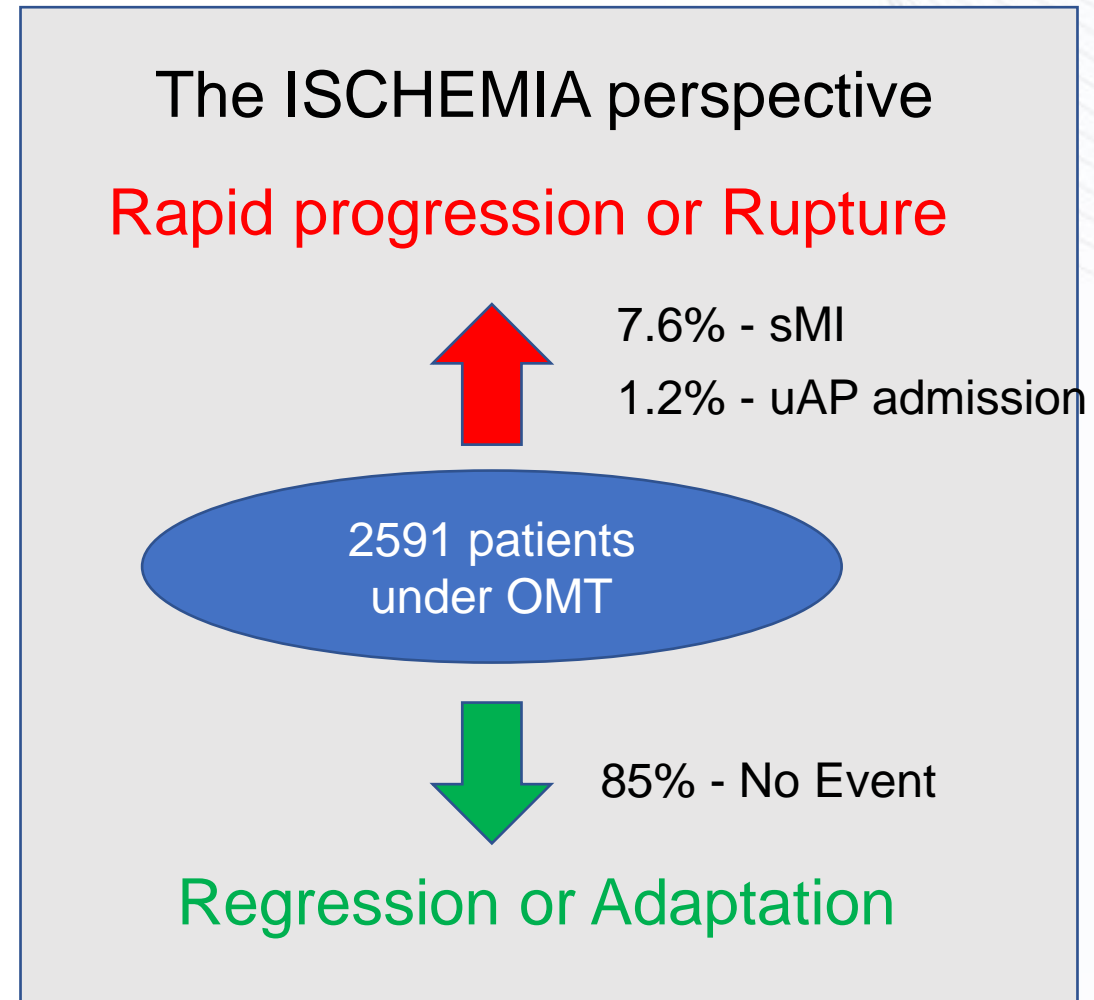 The ISCHEMIA perspective
Rapid progression or Rupture
7.6% - sMI
1.2% - uAP admission
2591 patients
under OMT
85% - No Event
Regression or Adaptation